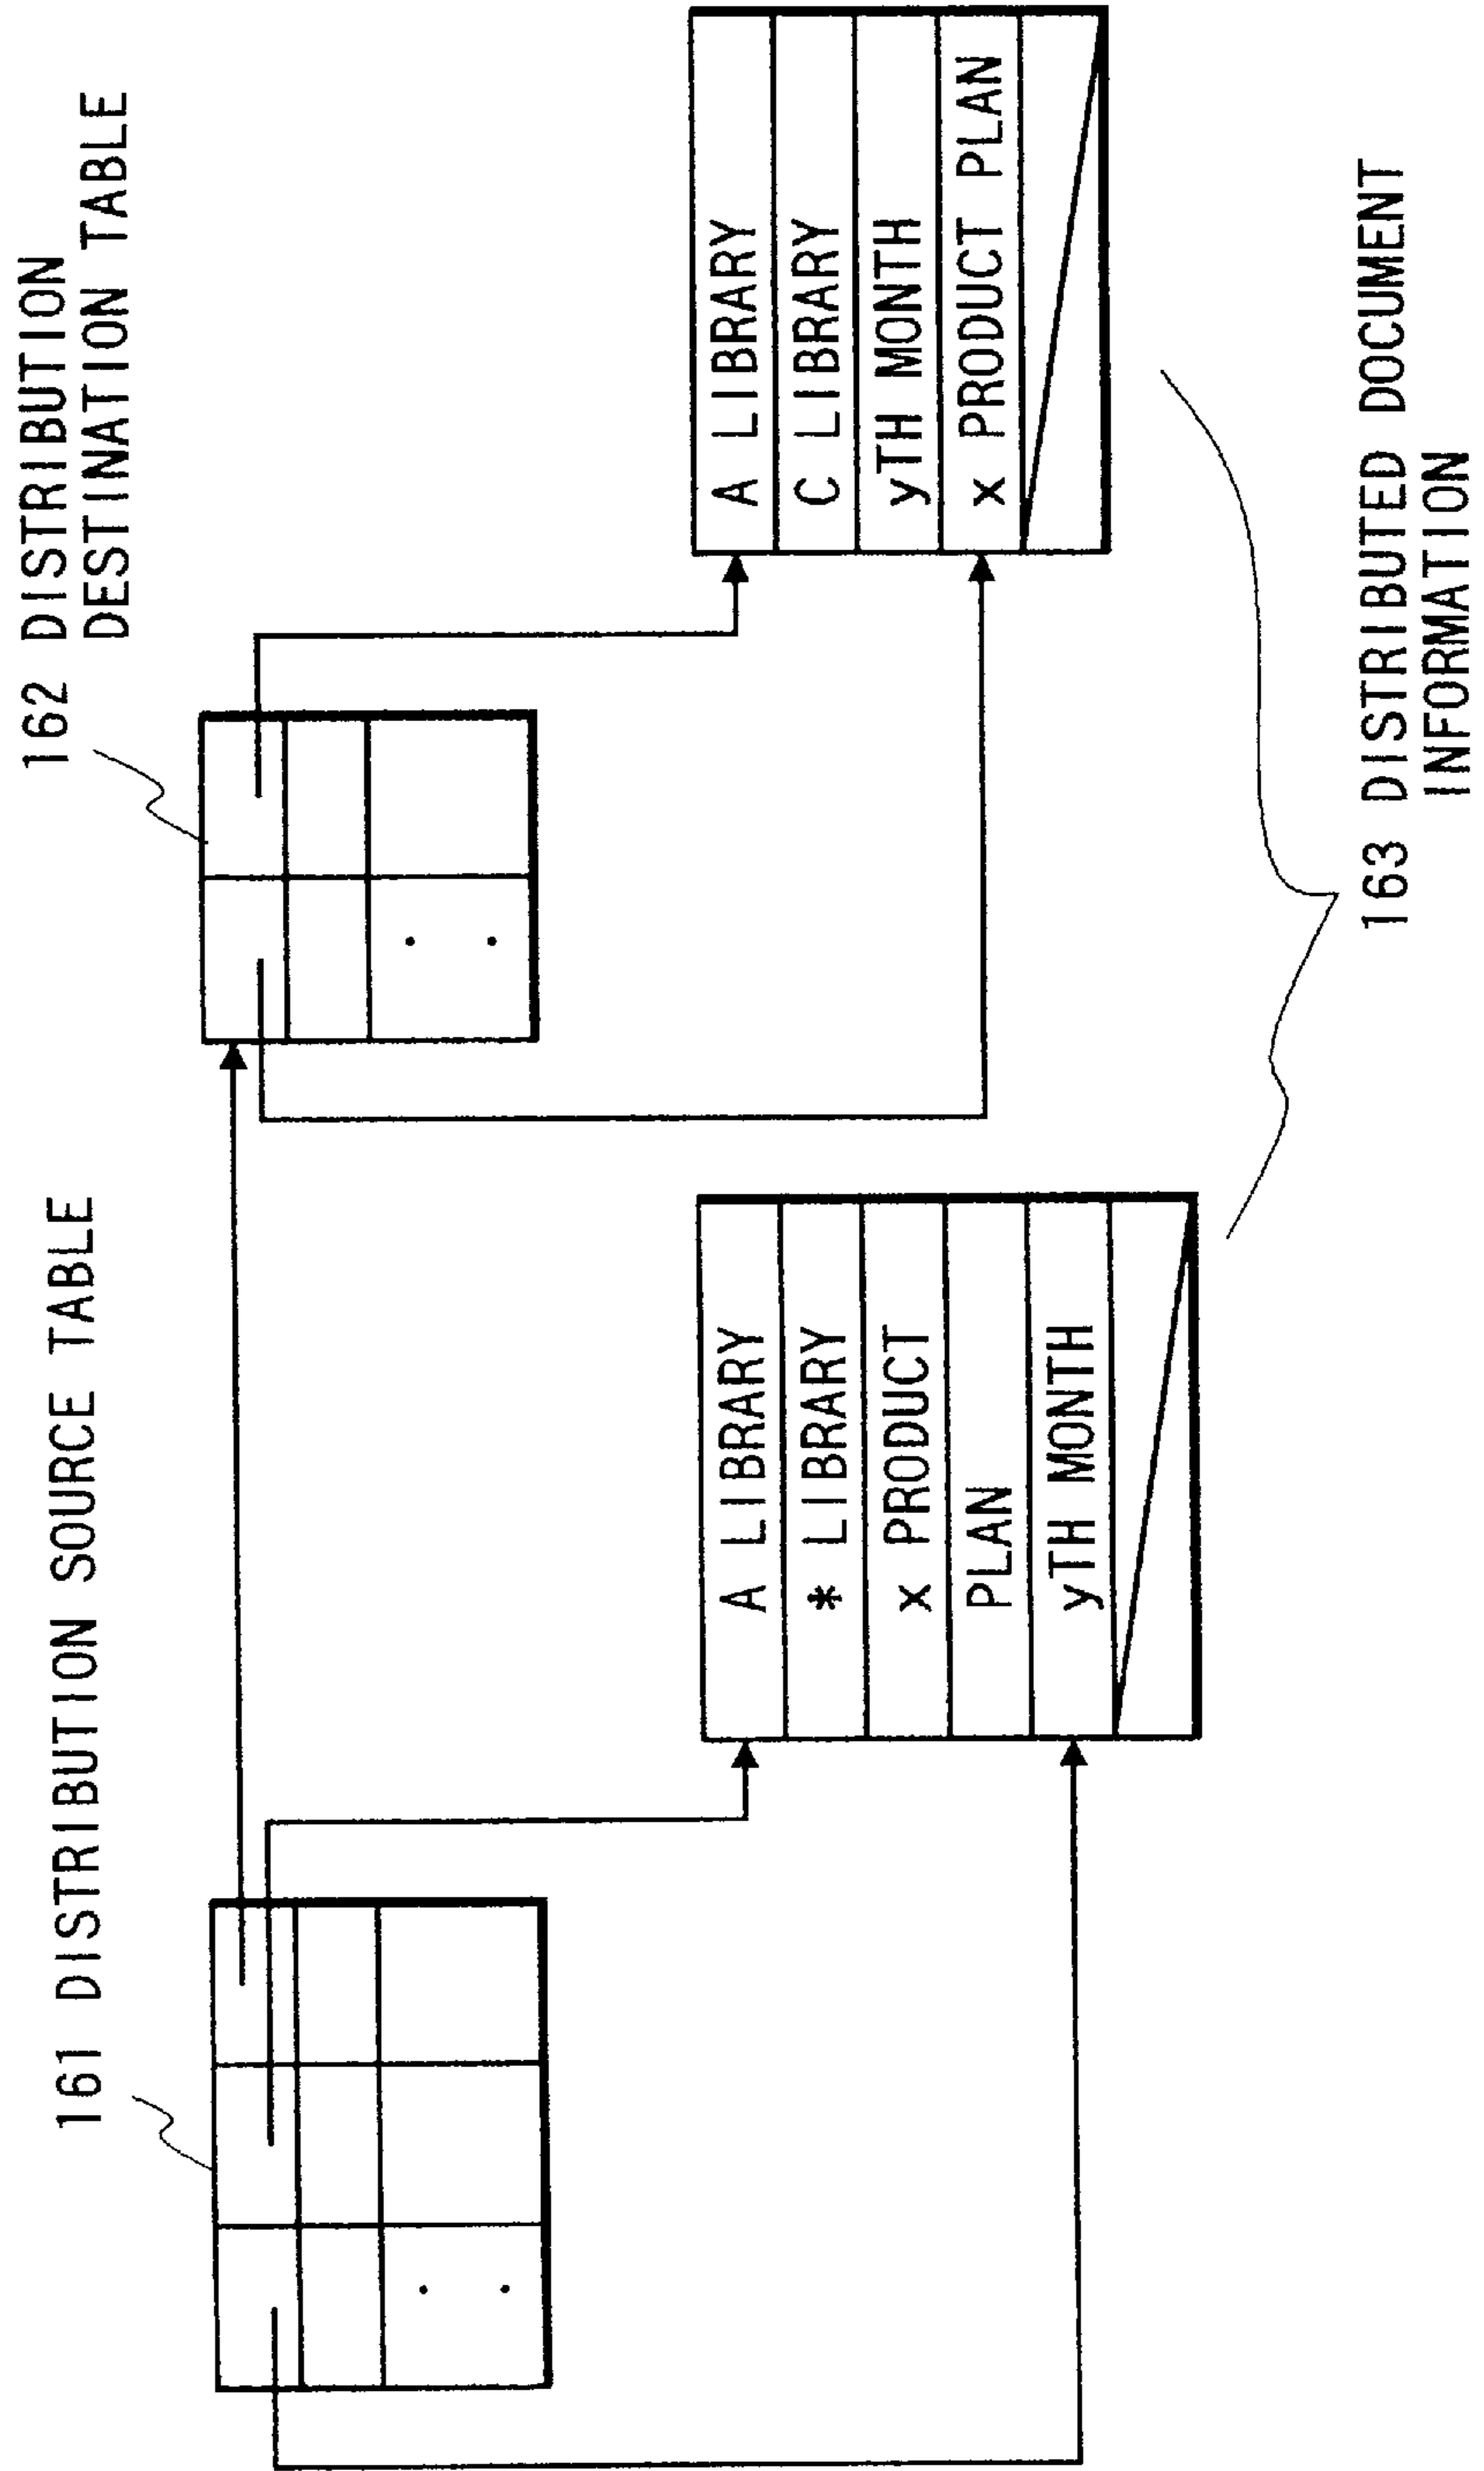 161 DISTRIBUTION SOURCE TABLE
162 DISTRIBUTION
DESTINATION TABLE
A LIBRARY
* LIBRARY
x PRODUCT
PLAN
yTH MONTH
A LIBRARY
C LIBRARY
yTH MONTH
x PRODUCT PLAN
163 DISTRIBUTED DOCUMENT
INFORMATION